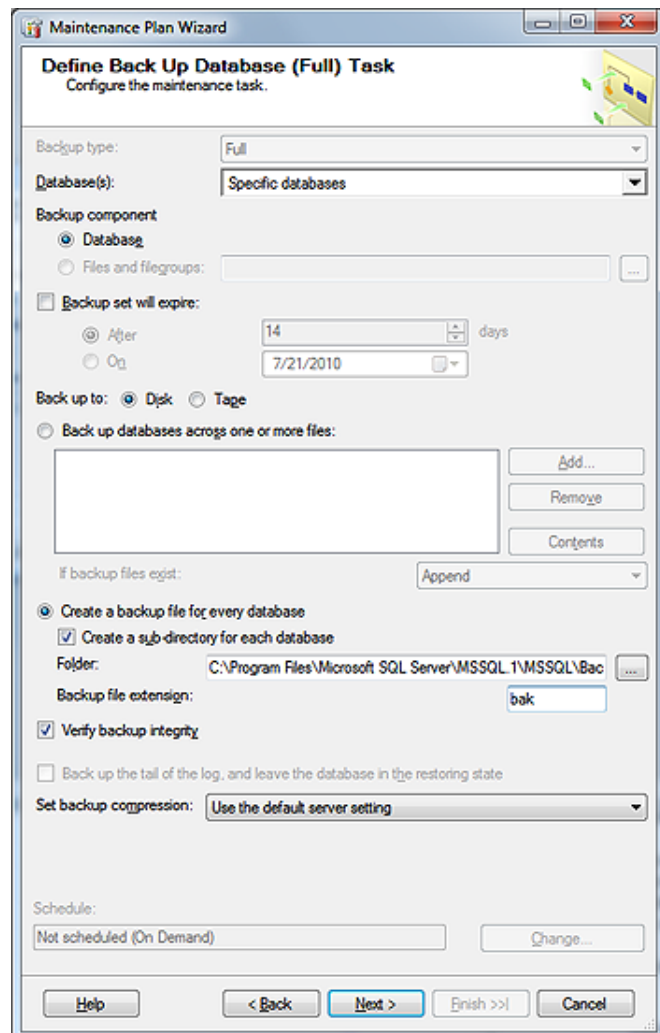 Maintenance Plan Wizard
Define Back Up Database (Full) Task
Configure the maintenance task.
Backup type: Full
Database(s): Specific databases
Backup component
Database
Files and filegroups: ...
Backup set will expire:
After 14 days
On 7/21/2010
Back up to: Disk Tape
Back up databases across one or more files:
Add...
Remove
Contents
If backup files exist: Append
Create a backup file for every database
Create a sub-directory for each database
Folder: C:\Program Files\Microsoft SQL Server\MSSQL.1\MSSQL\Bac ...
Backup file extension: bak
Verify backup integrity
Back up the tail of the log, and leave the database in the restoring state
Set backup compression: Use the default server setting
Schedule:
Not scheduled (On Demand) Change...
Help < Back Next > Finish >>| Cancel